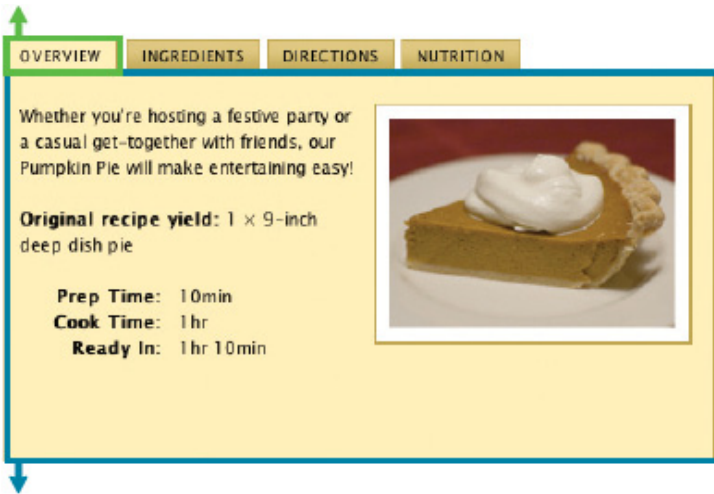 OVERVIEW INGREDIENTS DIRECTIONS NUTRITION
Whether you're hosting a festive party or
a casual get-together with friends, our
Pumpkin Pie will make entertaining easy!
Original recipe yield: 1 × 9-inch
deep dish pie
Prep Time: 10min
Cook Time: 1hr
Ready In: 1hr 10min